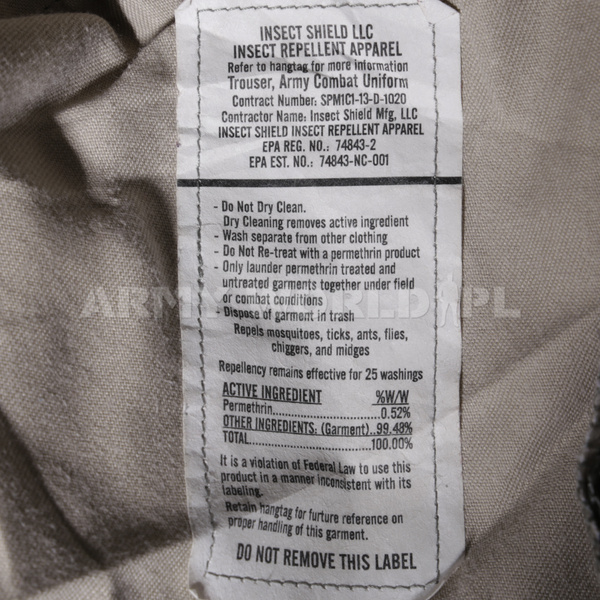 INSECT SHIELD LLC
INSECT REPELLENT APPAREL
Refer to hangtag for more information
Trouser, Army Combat Uniform
Contract Number: SPM1C1-13-D-1020
Contractor Name: Insect Shield Mfg, LLC
INSECT SHIELD INSECT REPELLENT APPAREL
EPA REG. NO.: 74843-2
EPA EST. NO.: 74843-NC-001
- Do Not Dry Clean.
Dry Cleaning removes active ingredient
- Wash separate from other clothing
- Do Not Re-treat with a permethrin product
- Only launder permethrin treated and
untreated garments together under field
or combat conditions
ARMYWORLD.PL
- Dispose of garment in trash
Repels mosquitoes, ticks, ants, flies,
chiggers, and midges
Repellency remains effective for 25 washings
ACTIVE INGREDIENT %W/W
Permethrin........................0.52%
OTHER INGREDIENTS: (Garment)..99.48%
TOTAL............................100.00%
It is a violation of Federal Law to use this
product in a manner inconsistent with its
labeling.
Retain hangtag for furture reference on
proper handling of this garment.
DO NOT REMOVE THIS LABEL